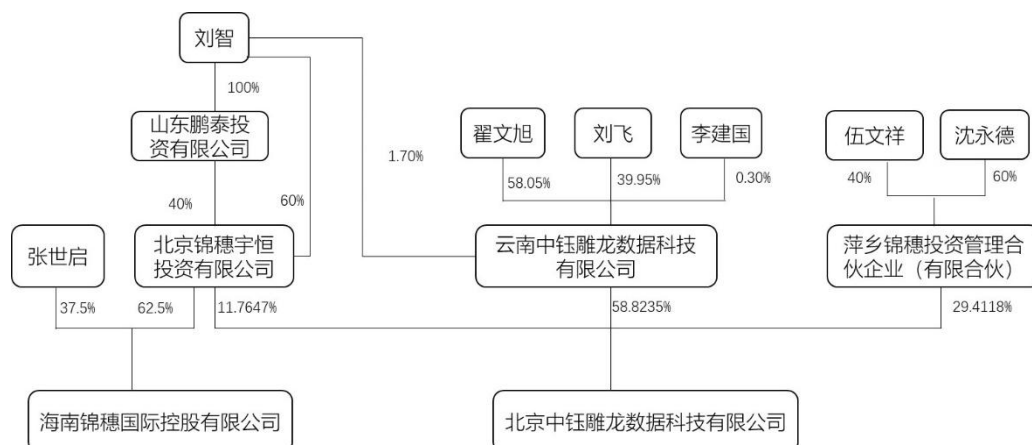 刘智
100%
山东鹏泰投
资有限公司
1.70%
翟文旭
刘飞
李建国
伍文祥
沈永德
58.05%
39.95%
0.30%
40%
60%
40%
60%
张世启
北京锦穗宇恒
投资有限公司
云南中钰雕龙数据科技
有限公司
萍乡锦穗投资管理合
伙企业（有限合伙）
37.5%
62.5%
11.7647%
58.8235%
29.4118%
海南锦穗国际控股有限公司
北京中钰雕龙数据科技有限公司